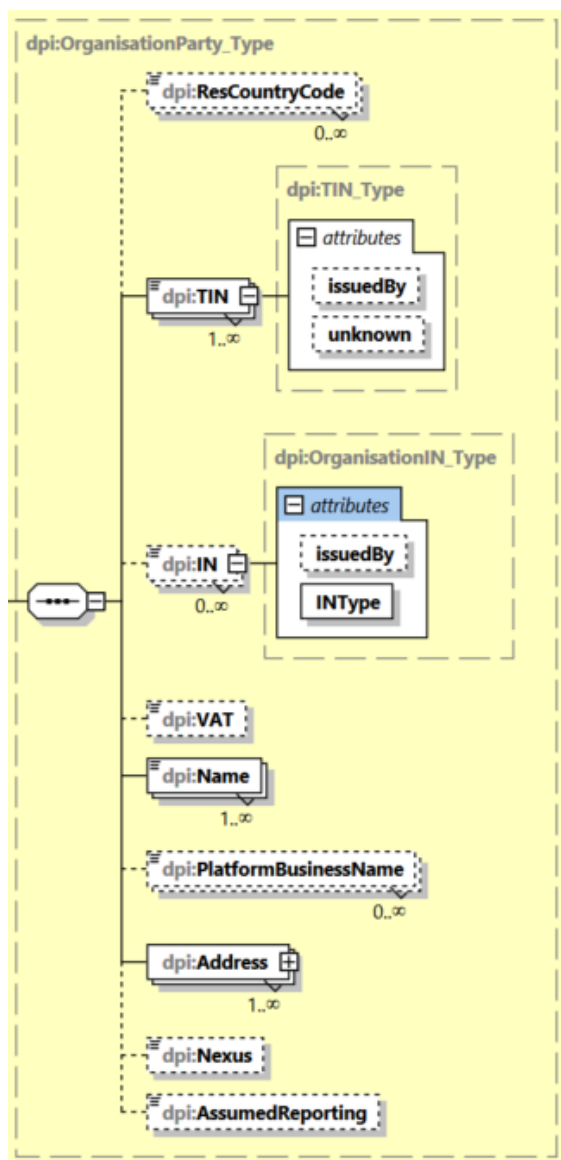 dpi:OrganisationParty_Type
dpi:ResCountryCode
0..∞
dpi:TIN_Type
attributes
issuedBy
dpi:TIN
unknown
1..∞
dpi:OrganisationIN_Type
attributes
issuedBy
dpi:IN
INType
0..∞
dpi:VAT
dpi:Name
1..∞
dpi:PlatformBusinessName
0..∞
dpi:Address
1..∞
dpi:Nexus
dpi:AssumedReporting